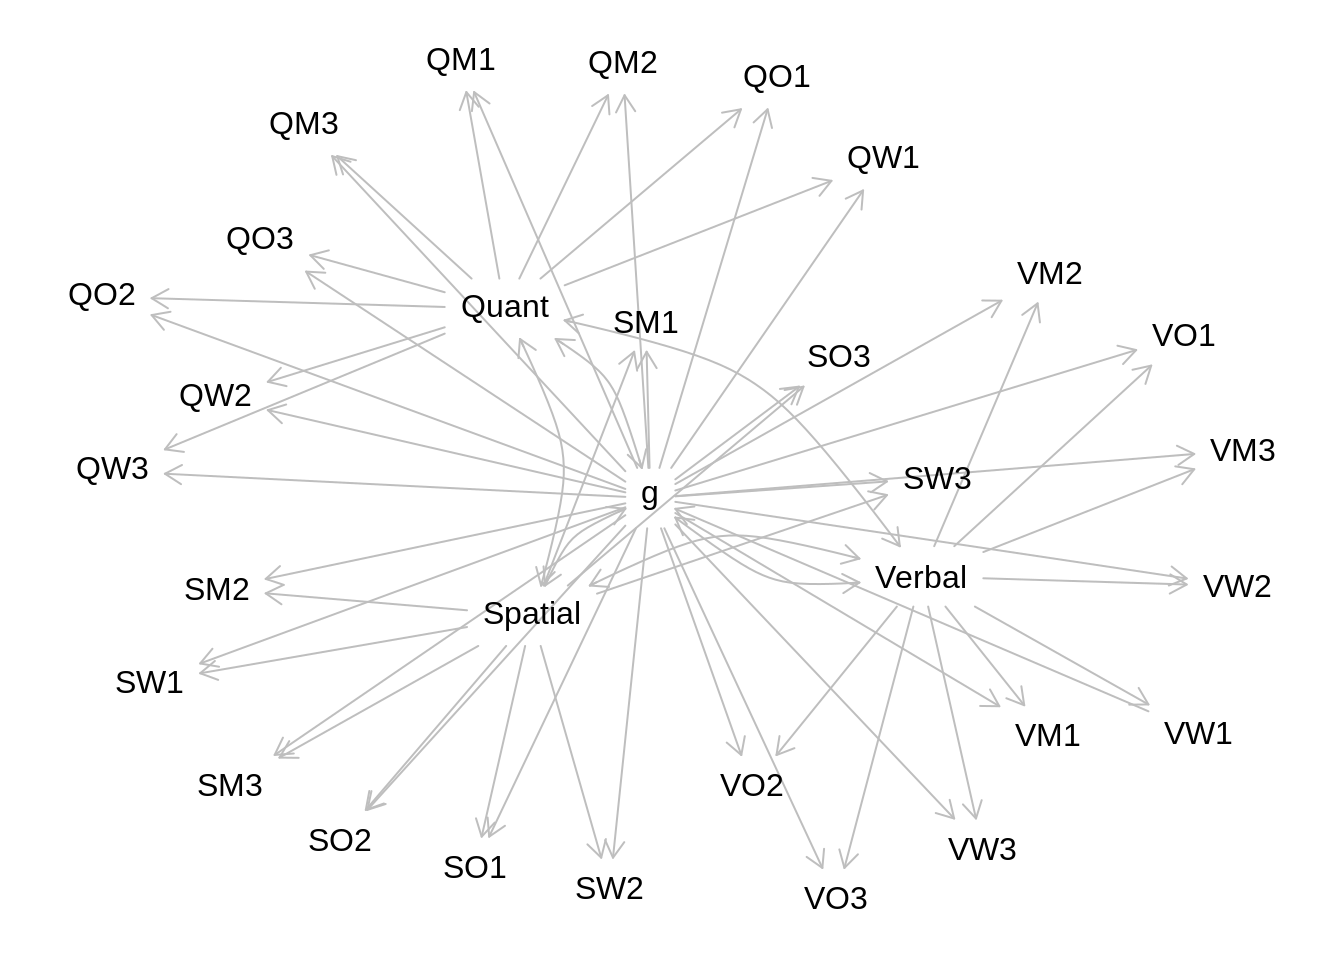 QM1
QM2
QO1
QM3
QW1
QO3
VM2
QO2
Quant
SM1
VO1
SO3
QW2
VM3
QW3
SW3
g
Verbal
VW2
SM2
Spatial
SW1
VW1
VM1
SM3
VO2
SO2
VW3
SO1
SW2
VO3